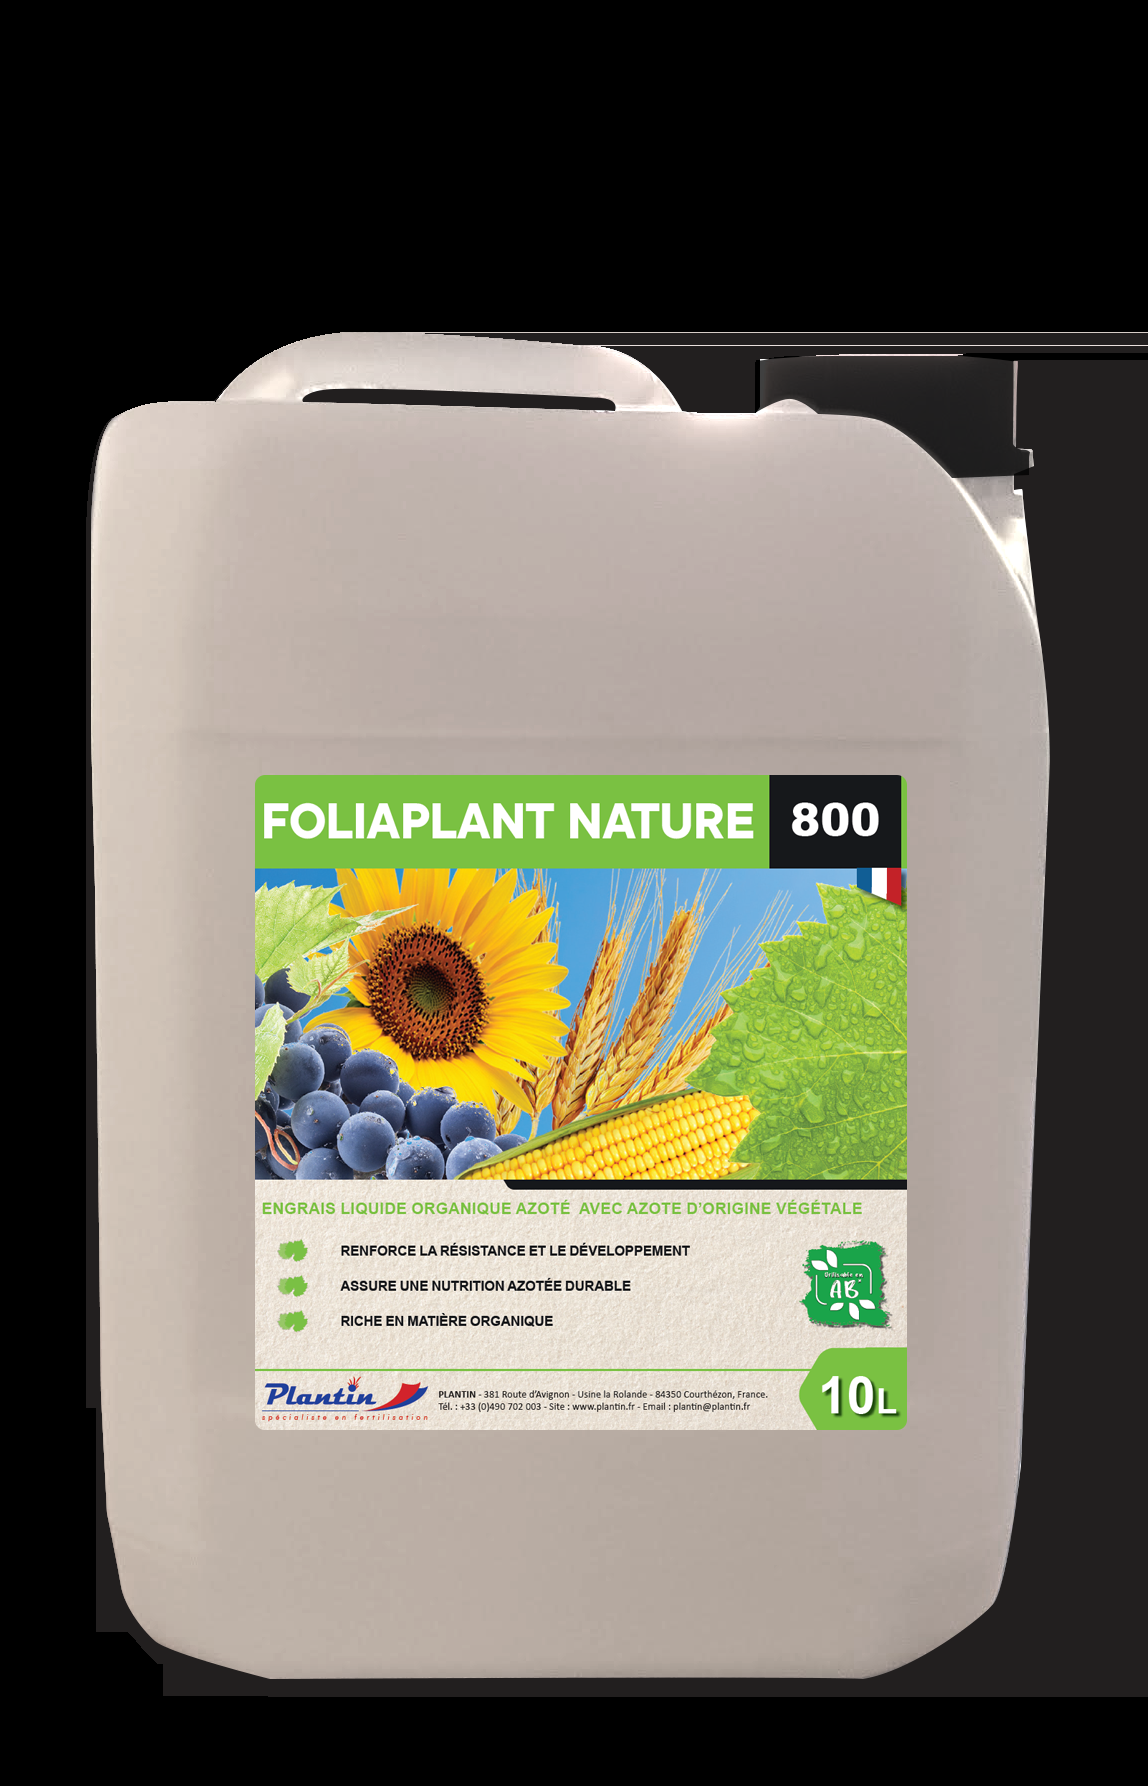 FOLIAPLANT NATURE 800
ENGRAIS LIQUIDE ORGANIQUE AZOTÉ AVEC AZOTE D'ORIGINE VÉGÉTALE
RENFORCE LA RÉSISTANCE ET LE DÉVELOPPEMENT
ASSURE UNE NUTRITION AZOTÉE DURABLE
RICHE EN MATIÈRE ORGANIQUE
Utilisable en
AB
Plantin
spécialiste en fertilisation
PLANTIN - 381 Route d'Avignon - Usine la Rolande - 84350 Courthézon, France.
Tél. : +33 (0)490 702 003 - Site : www.plantin.fr - Email : plantin@plantin.fr
10L